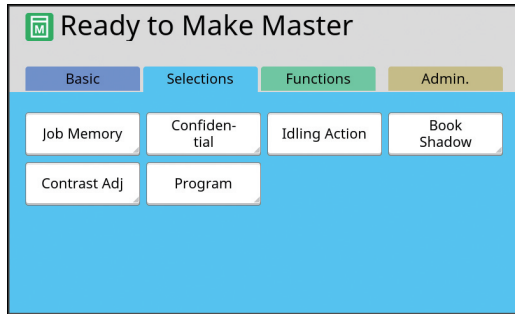 M Ready to Make Master
Basic Selections Functions Admin.
Job Memory Confiden-
tial Idling Action Book
Shadow
Contrast Adj Program